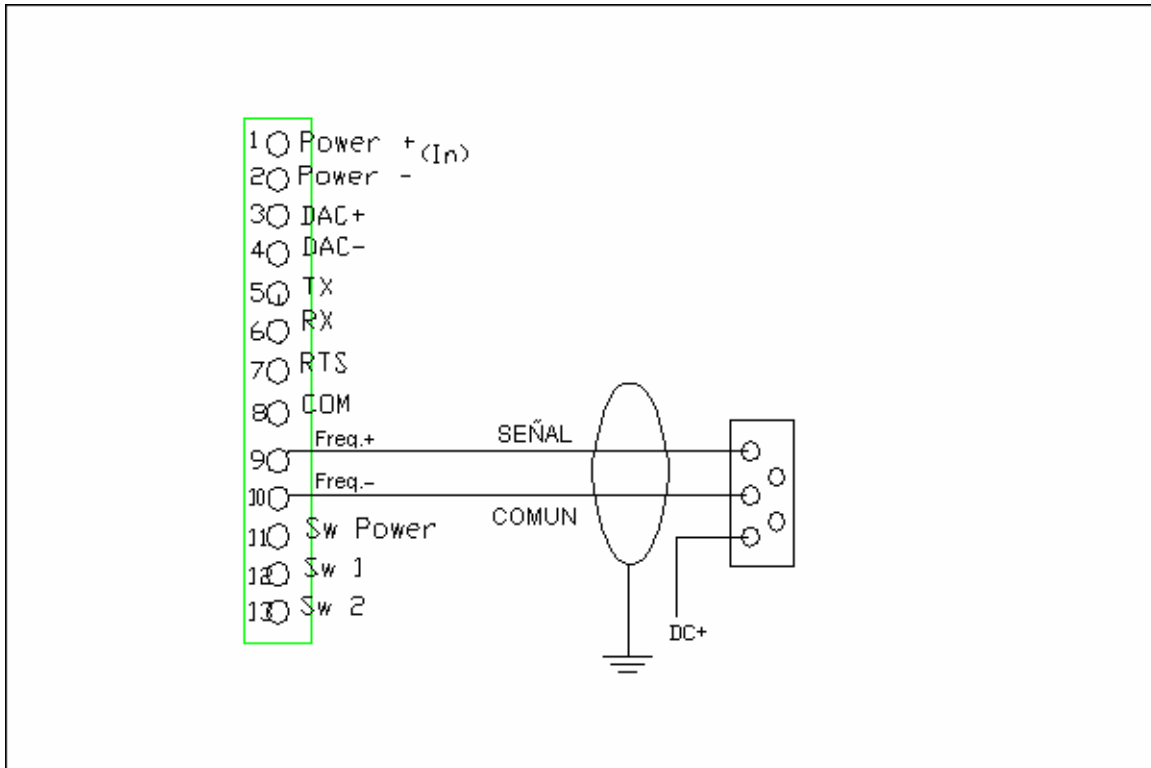 1 Power + (In)
2 Power -
3 DAC+
4 DAC-
5 TX
6 RX
7 RTS
8 COM
9 Freq.+ SEÑAL
10 Freq.- COMUN
11 Sw Power
12 Sw 1
13 Sw 2
DC+